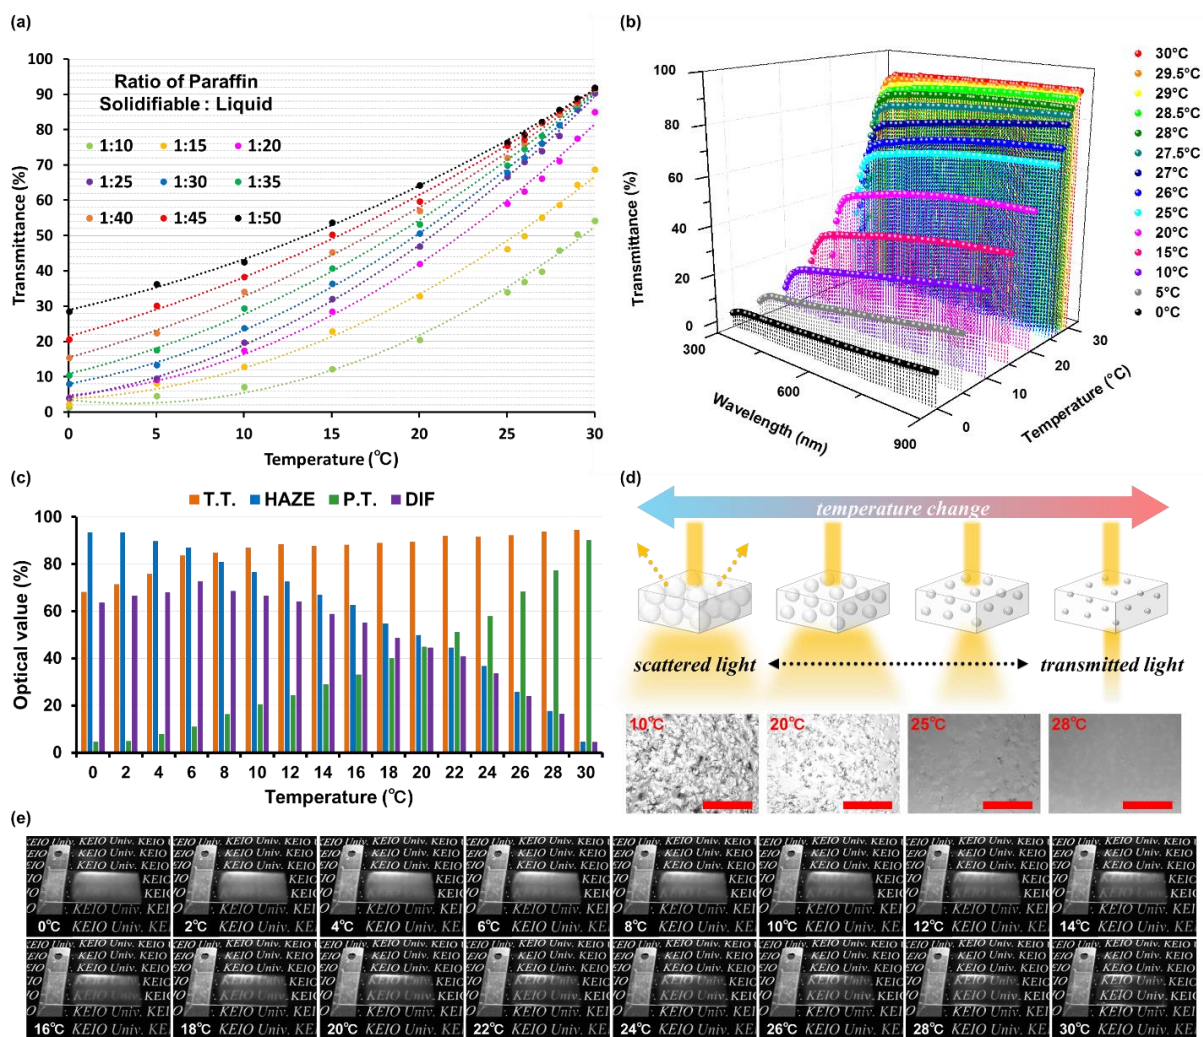 (a)
100
90
80
70
60
50
40
30
20
10
0
Transmittance (%)
Ratio of Paraffin
Solidifiable : Liquid
1:10 1:15 1:20
1:25 1:30 1:35
1:40 1:45 1:50
0 5 10 15 20 25 30
Temperature (°C)
(b)
100
80
60
40
20
0
Transmittance (%)
300
600
900
Wavelength (nm)
0
10
20
30
Temperature (°C)
30°C
29.5°C
29°C
28.5°C
28°C
27.5°C
27°C
26°C
25°C
20°C
15°C
10°C
5°C
0°C
(c)
T.T. HAZE P.T. DIF
100
80
60
40
20
0
Optical value (%)
0 2 4 6 8 10 12 14 16 18 20 22 24 26 28 30
Temperature (°C)
(d)
temperature change
scattered light
transmitted light
10°C 20°C 25°C 28°C
(e)
KEIO Univ. KEIO
0°C 2°C 4°C 6°C 8°C 10°C 12°C 14°C
16°C 18°C 20°C 22°C 24°C 26°C 28°C 30°C